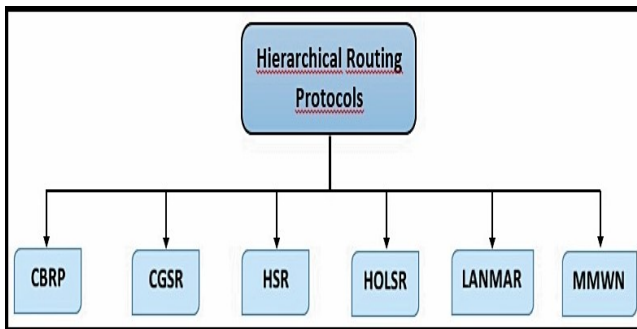 Hierarchical Routing
Protocols
CBRP
CGSR
HSR
HOLSR
LANMAR
MMWN